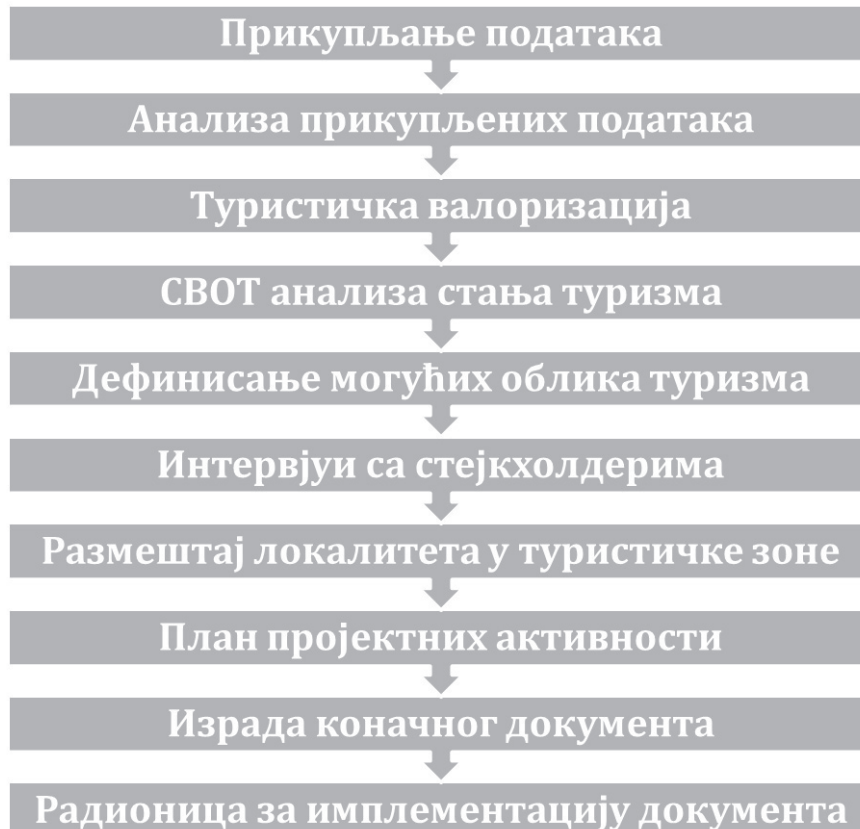 Прикупљање података
Анализа прикупљених података
Туристичка валоризација
СВОТ анализа стања туризма
Дефинисање могућих облика туризма
Интервјуи са стејкхолдерима
Размештај локалитета у туристичке зоне
План пројектних активности
Израда коначног документа
Радионица за имплементацију документа